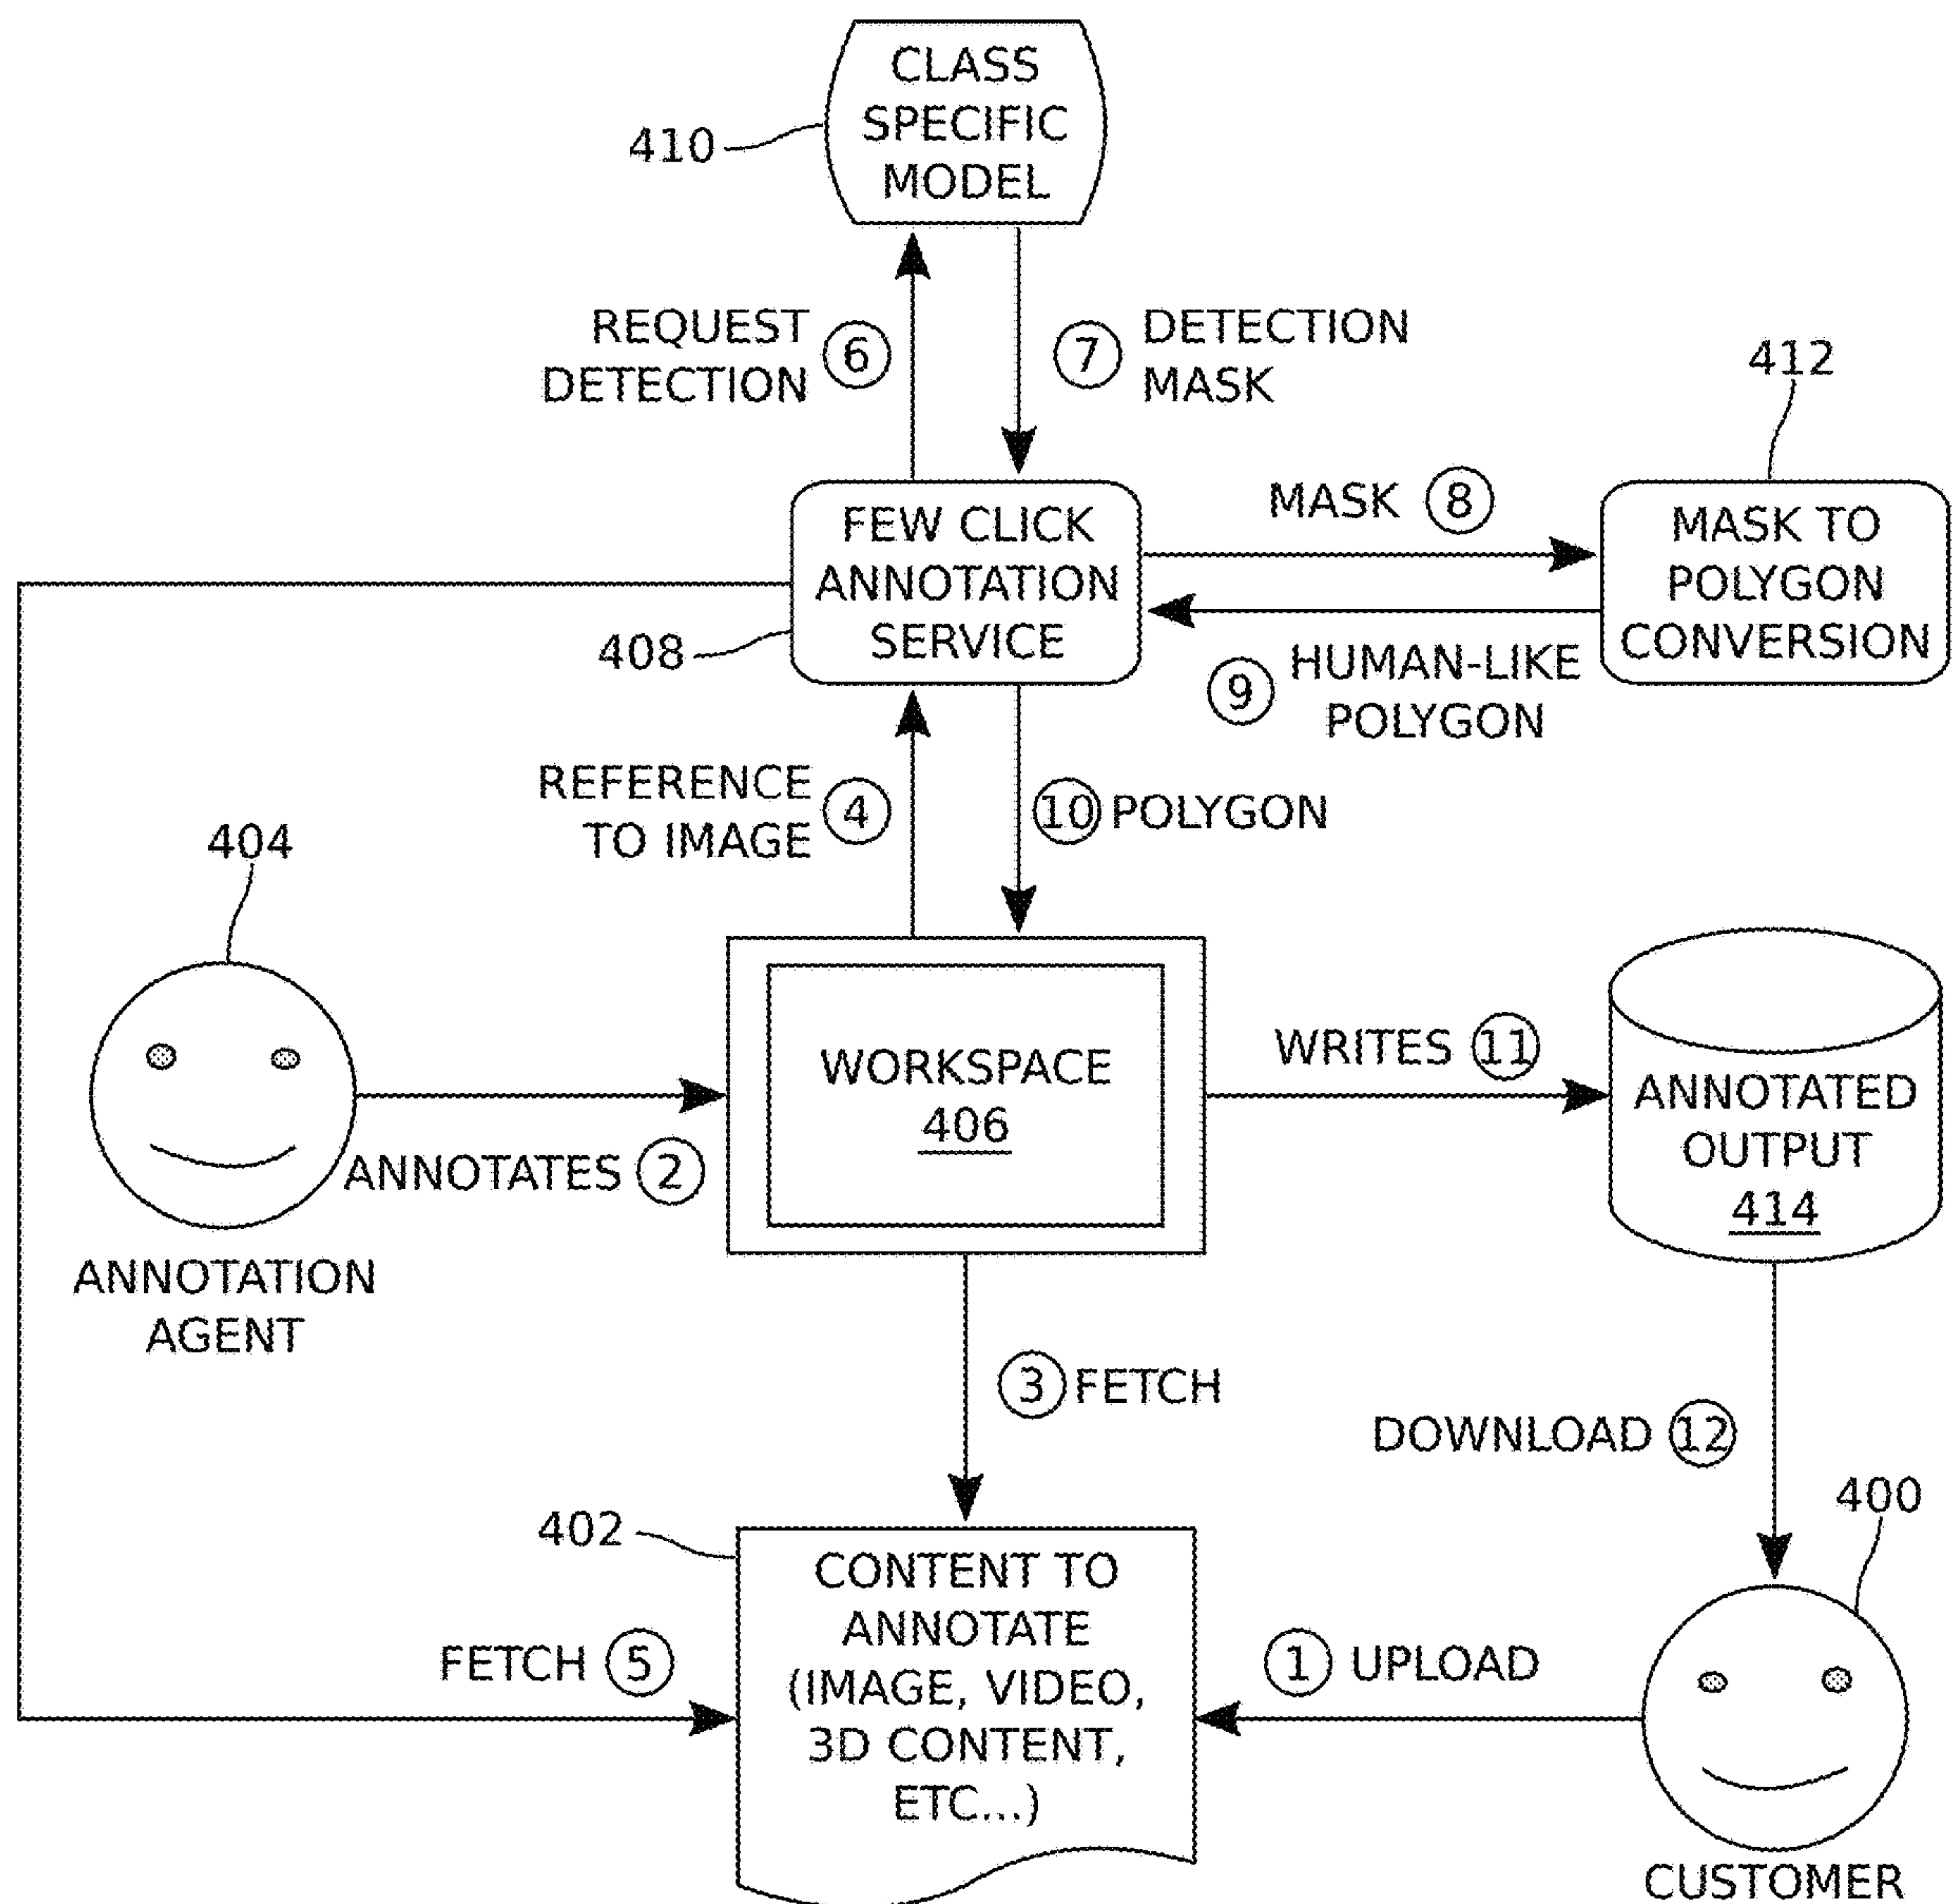 CLASS
SPECIFIC
MODEL
410
REQUEST
DETECTION
6
7
DETECTION
MASK
412
FEW CLICK
ANNOTATION
SERVICE
408
MASK 8
MASK TO
POLYGON
CONVERSION
9
HUMAN-LIKE
POLYGON
REFERENCE
TO IMAGE
4
10 POLYGON
404
WORKSPACE
406
WRITES 11
ANNOTATED
OUTPUT
414
ANNOTATES 2
ANNOTATION
AGENT
3 FETCH
DOWNLOAD 12
400
402
CONTENT TO
ANNOTATE
(IMAGE, VIDEO,
3D CONTENT,
ETC...)
FETCH 5
1 UPLOAD
CUSTOMER